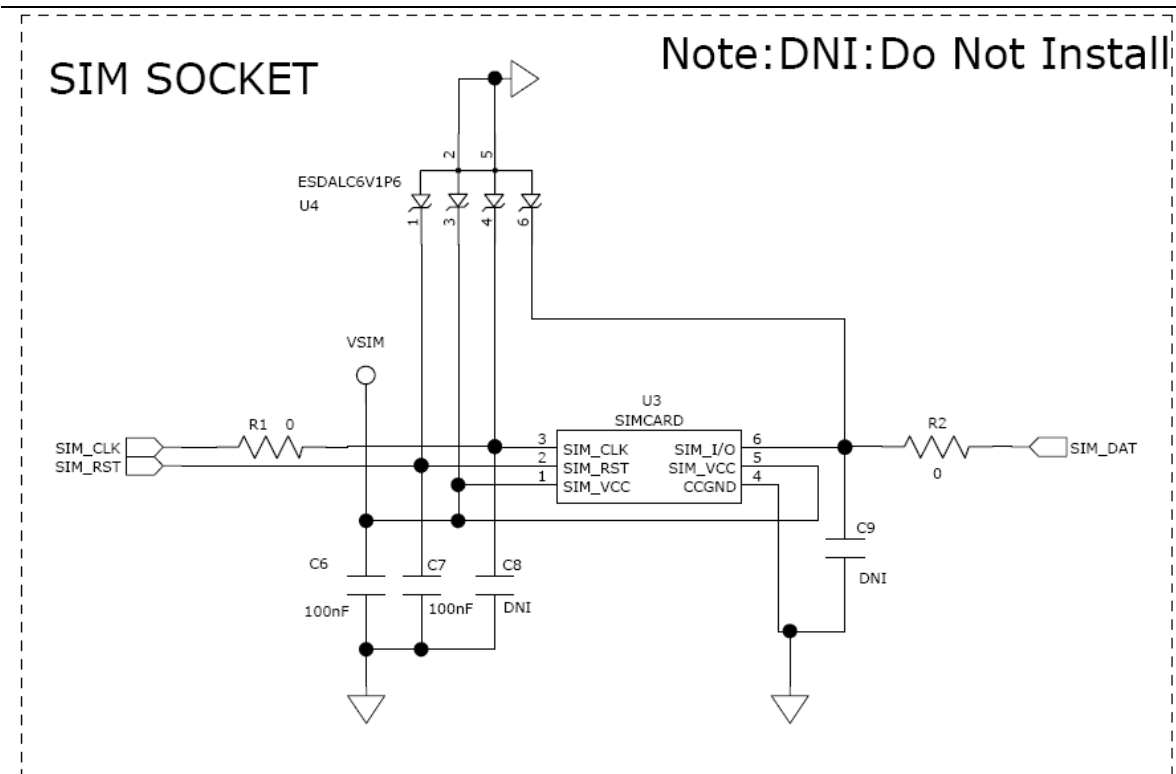 Note:DNI:Do Not Install
SIM SOCKET
2
5
ESDALC6V1P6
U4
1
3
4
6
VSIM
U3
SIMCARD
R1 0
R2
0
SIM_CLK
SIM_RST
SIM_DAT
3
2
1
SIM_CLK
SIM_RST
SIM_VCC
SIM_I/O
SIM_VCC
CCGND
6
5
4
C9
DNI
C6
100nF
C7
100nF
C8
DNI